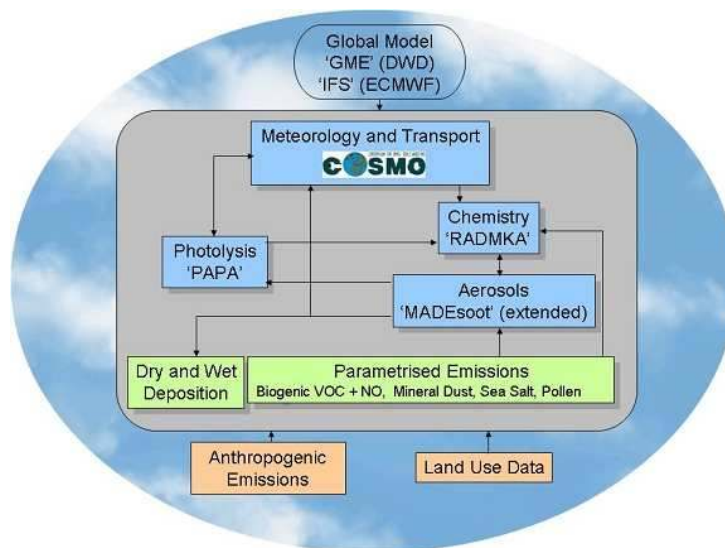 Global Model
‘GME’ (DWD)
‘IFS’ (ECMWF)
Meteorology and Transport
COSMO
Chemistry
‘RADMKA’
Photolysis
‘PAPA’
Aerosols
‘MADEsoot’ (extended)
Dry and Wet
Deposition
Parametrised Emissions
Biogenic VOC + NO, Mineral Dust, Sea Salt, Pollen
Anthropogenic
Emissions
Land Use Data